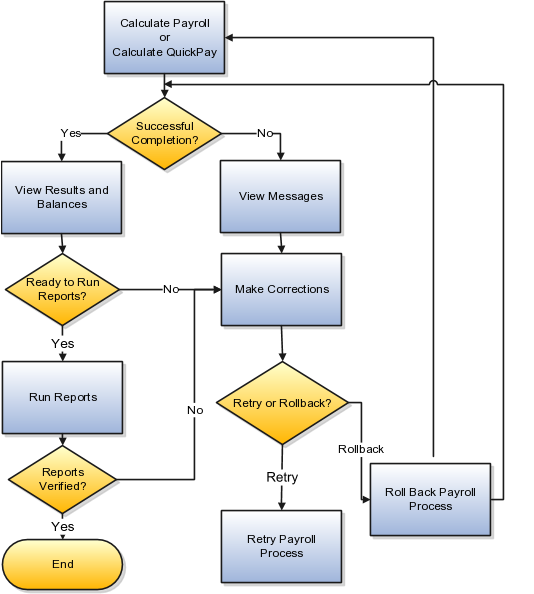 Calculate Payroll
or
Calculate QuickPay
Successful
Completion?
Yes
No
View Results and
Balances
View Messages
Ready to Run
Reports?
No
Make Corrections
Yes
Run Reports
No
Retry or Rollback?
Rollback
Reports
Verified?
Retry
Roll Back Payroll
Process
Yes
Retry Payroll
Process
End